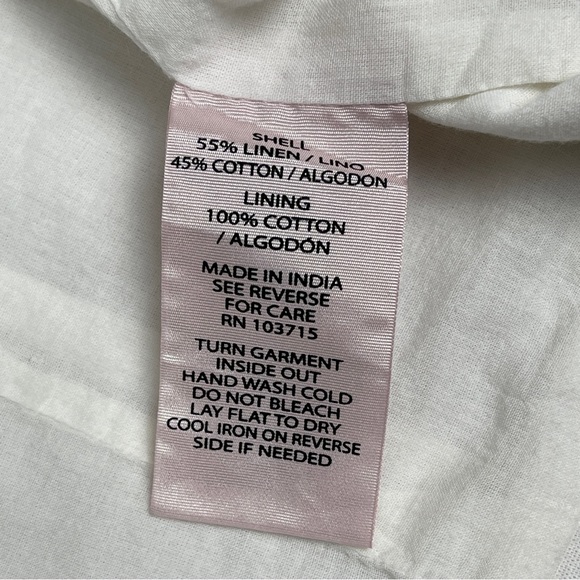 SHELL
55% LINEN / LINO
45% COTTON / ALGODÓN
LINING
100% COTTON
/ ALGODÓN
MADE IN INDIA
SEE REVERSE
FOR CARE
RN 103715
TURN GARMENT
INSIDE OUT
HAND WASH COLD
DO NOT BLEACH
LAY FLAT TO DRY
COOL IRON ON REVERSE
SIDE IF NEEDED